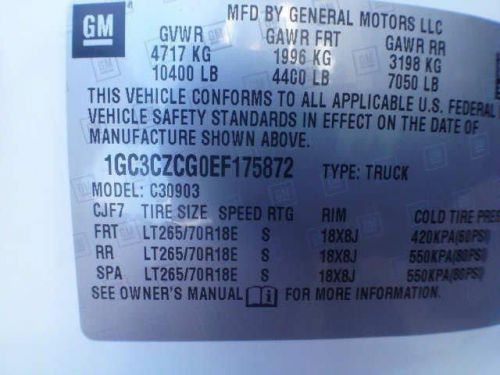 GM
MFD BY GENERAL MOTORS LLC
GVWR GAWR FRT GAWR RR
4717 KG 1996 KG 3198 KG
10400 LB 4400 LB 7050 LB
THIS VEHICLE CONFORMS TO ALL APPLICABLE U.S. FEDERAL
VEHICLE SAFETY STANDARDS IN EFFECT ON THE DATE OF
MANUFACTURE SHOWN ABOVE.
1GC3CZCG0EF175872 TYPE: TRUCK
MODEL: C30903
CJF7 TIRE SIZE SPEED RTG RIM COLD TIRE PRES
FRT LT265/70R18E S 18X8J 420KPA(60PSI)
RR LT265/70R18E S 18X8J 550KPA(80PSI)
SPA LT265/70R18E S 18X8J 550KPA(80PSI)
SEE OWNER'S MANUAL i FOR MORE INFORMATION.